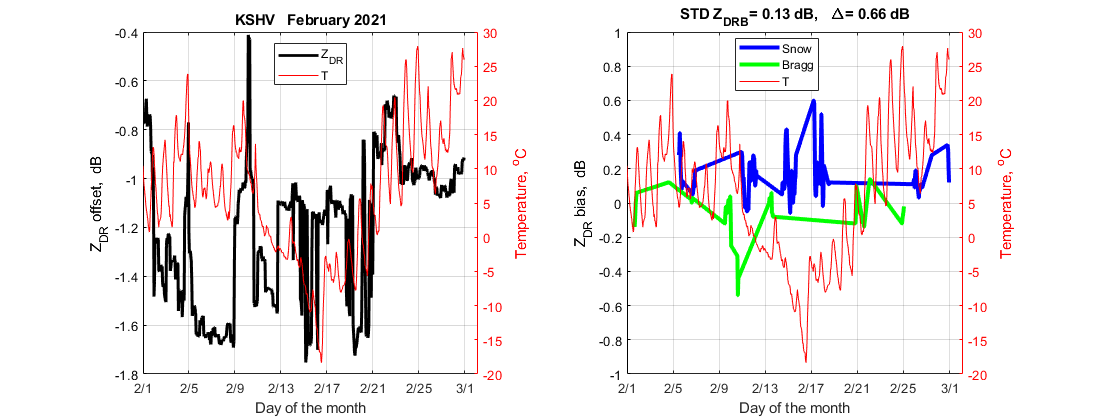 KSHV   February 2021
-0.4
-0.6
-0.8
-1
-1.2
-1.4
-1.6
-1.8
Z_DR offset,  dB
Z_DR
T
30
25
20
15
10
5
0
-5
-10
-15
-20
Temperature, °C
2/1 2/5 2/9 2/13 2/17 2/21 2/25 3/1
Day of the month
STD Z_DRB = 0.13 dB,   Δ = 0.66 dB
1
0.8
0.6
0.4
0.2
0
-0.2
-0.4
-0.6
-0.8
-1
Z_DR bias,  dB
Snow
Bragg
T
30
25
20
15
10
5
0
-5
-10
-15
-20
Temperature, °C
2/1 2/5 2/9 2/13 2/17 2/21 2/25 3/1
Day of the month